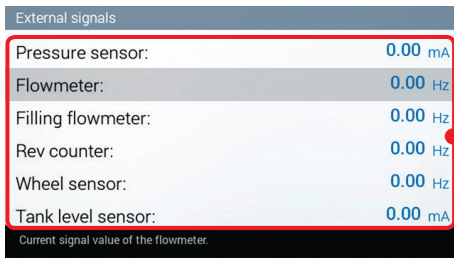 External signals
Pressure sensor: 0.00 mA
Flowmeter: 0.00 Hz
Filling flowmeter: 0.00 Hz
Rev counter: 0.00 Hz
Wheel sensor: 0.00 Hz
Tank level sensor: 0.00 mA
Current signal value of the flowmeter.